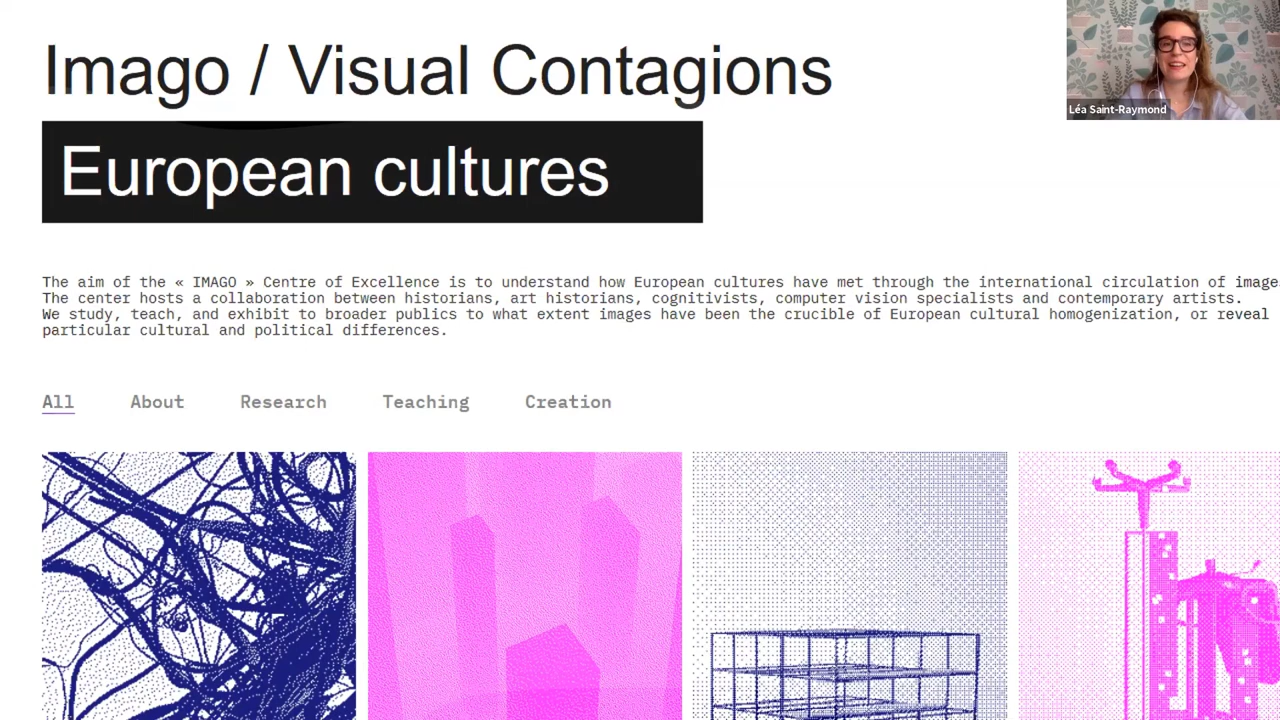 Imago / Visual Contagions
Léa Saint-Raymond
European cultures
The aim of the « IMAGO » Centre of Excellence is to understand how European cultures have met through the international circulation of
The center hosts a collaboration between historians, art historians, cognitivists, computer vision specialists and contemporary artists.
We study, teach, and exhibit to broader publics to what extent images have been the crucible of European cultural homogenization, or reveal
particular cultural and political differences.
All About Research Teaching Creation